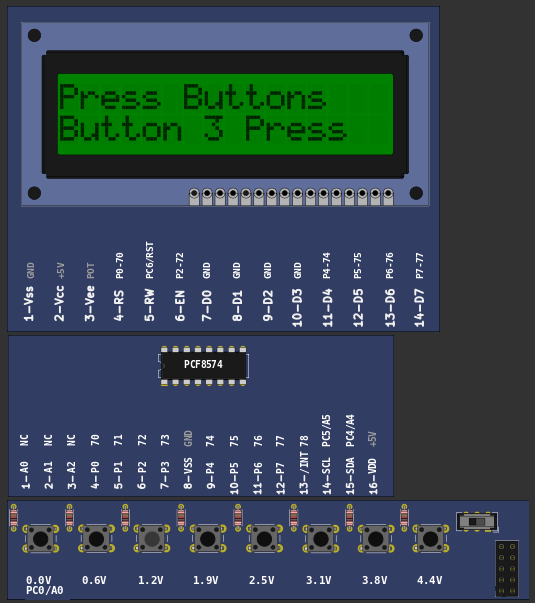 Press Buttons
Button 3 Press
1-Vss GND
2-Vcc +5V
3-Vee POT
4-RS P0-70
5-RW PC6/RST
6-EN P2-72
7-D0 GND
8-D1 GND
9-D2 GND
10-D3 GND
11-D4 P4-74
12-D5 P5-75
13-D6 P6-76
14-D7 P7-77
PCF8574
1-A0 NC
2-A1 NC
3-A2 NC
4-P0 70
5-P1 71
6-P2 72
7-P3 73
8-VSS GND
9-P4 74
10-P5 75
11-P6 76
12-P7 77
13-/INT 78
14-SCL PC5/A5
15-SDA PC4/A4
16-VDD +5V
0.0V 0.6V 1.2V 1.9V 2.5V 3.1V 3.8V 4.4V
PC0/A0